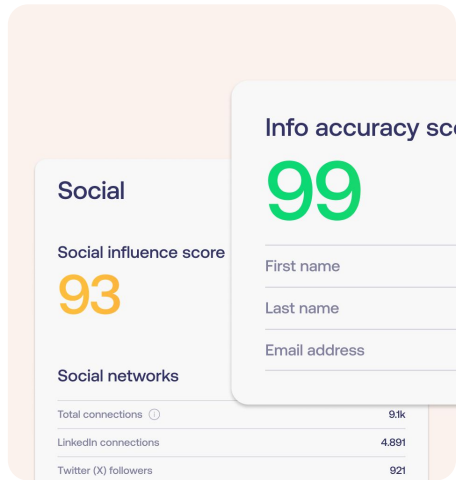 Info accuracy
99
First name
Last name
Email address
Social
Social influence score
93
Social networks
Total connections 9.1k
LinkedIn connections 4.891
Twitter (X) followers 921